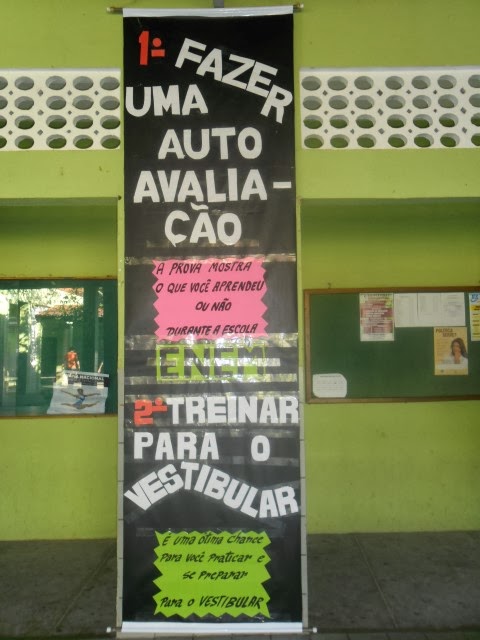 1º FAZER
UMA
AUTO
AVALIA-
ÇÃO
A PROVA MOSTRA
O QUE VOCÊ APRENDEU
OU NÃO
DURANTE A ESCOLA
ENEM
2º TREINAR
PARA O
VESTIBULAR
É UMA OTIMA CHANCE
PARA VOCÊ PRATICAR E
SE PREPARAR
PARA O VESTIBULAR